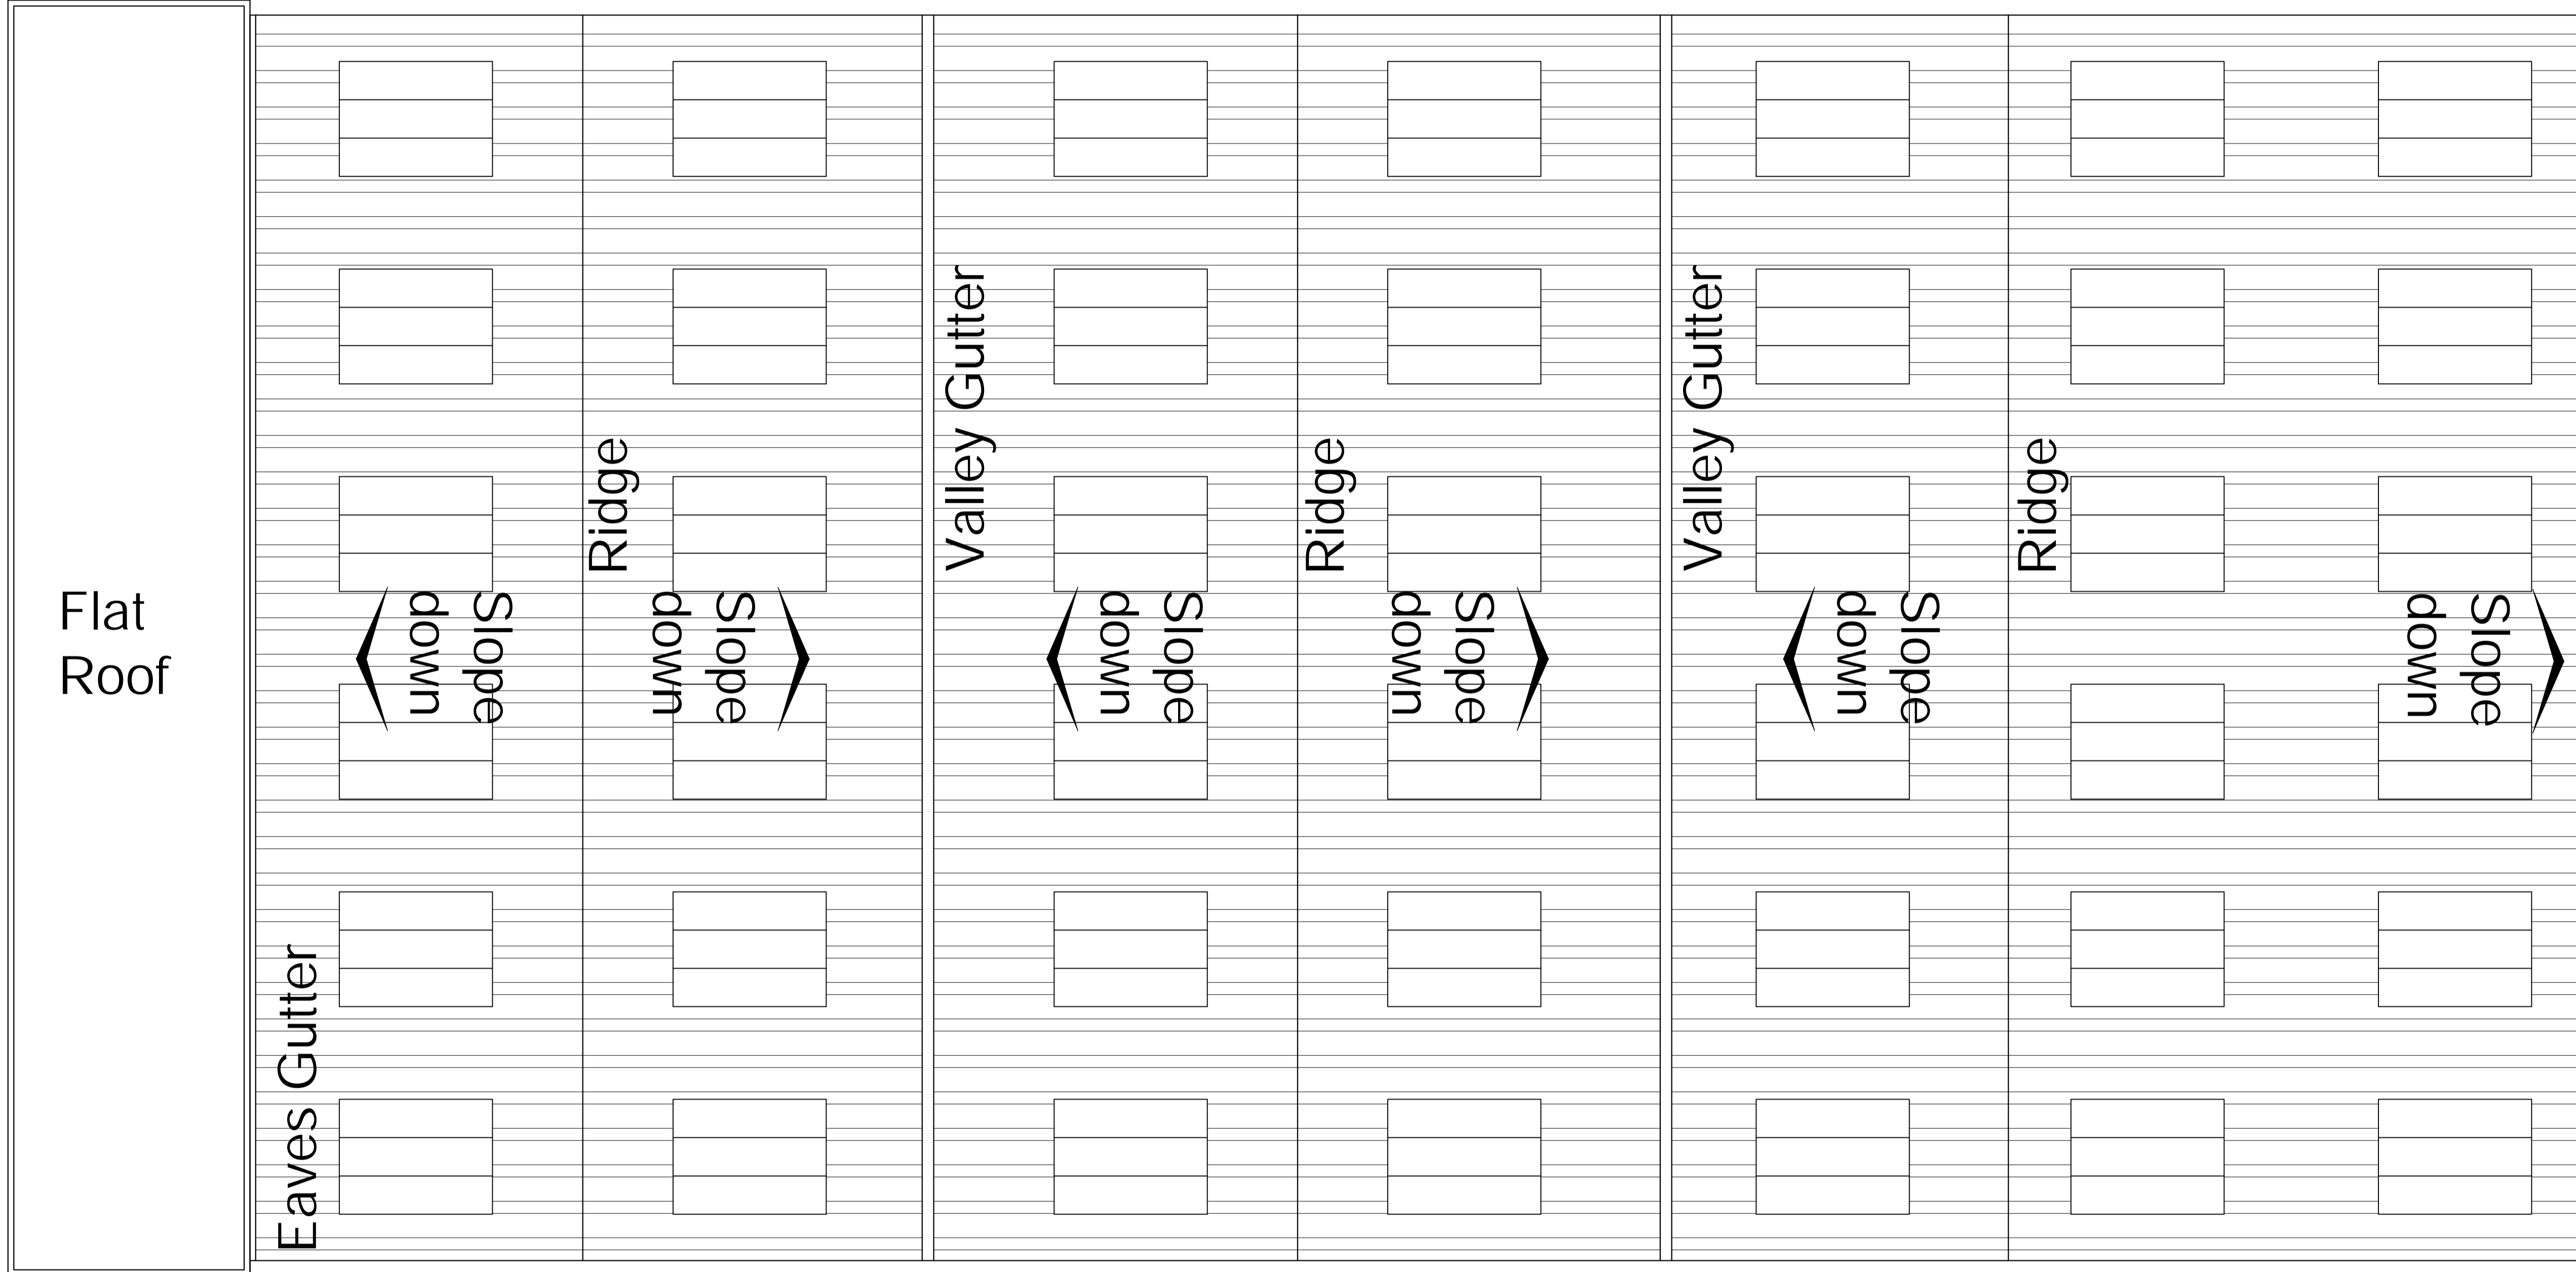 Flat
Roof
Eaves Gutter
Ridge
Valley Gutter
Ridge
Valley Gutter
Ridge
Slope
down
Slope
down
Slope
down
Slope
down
Slope
down
Slope
down